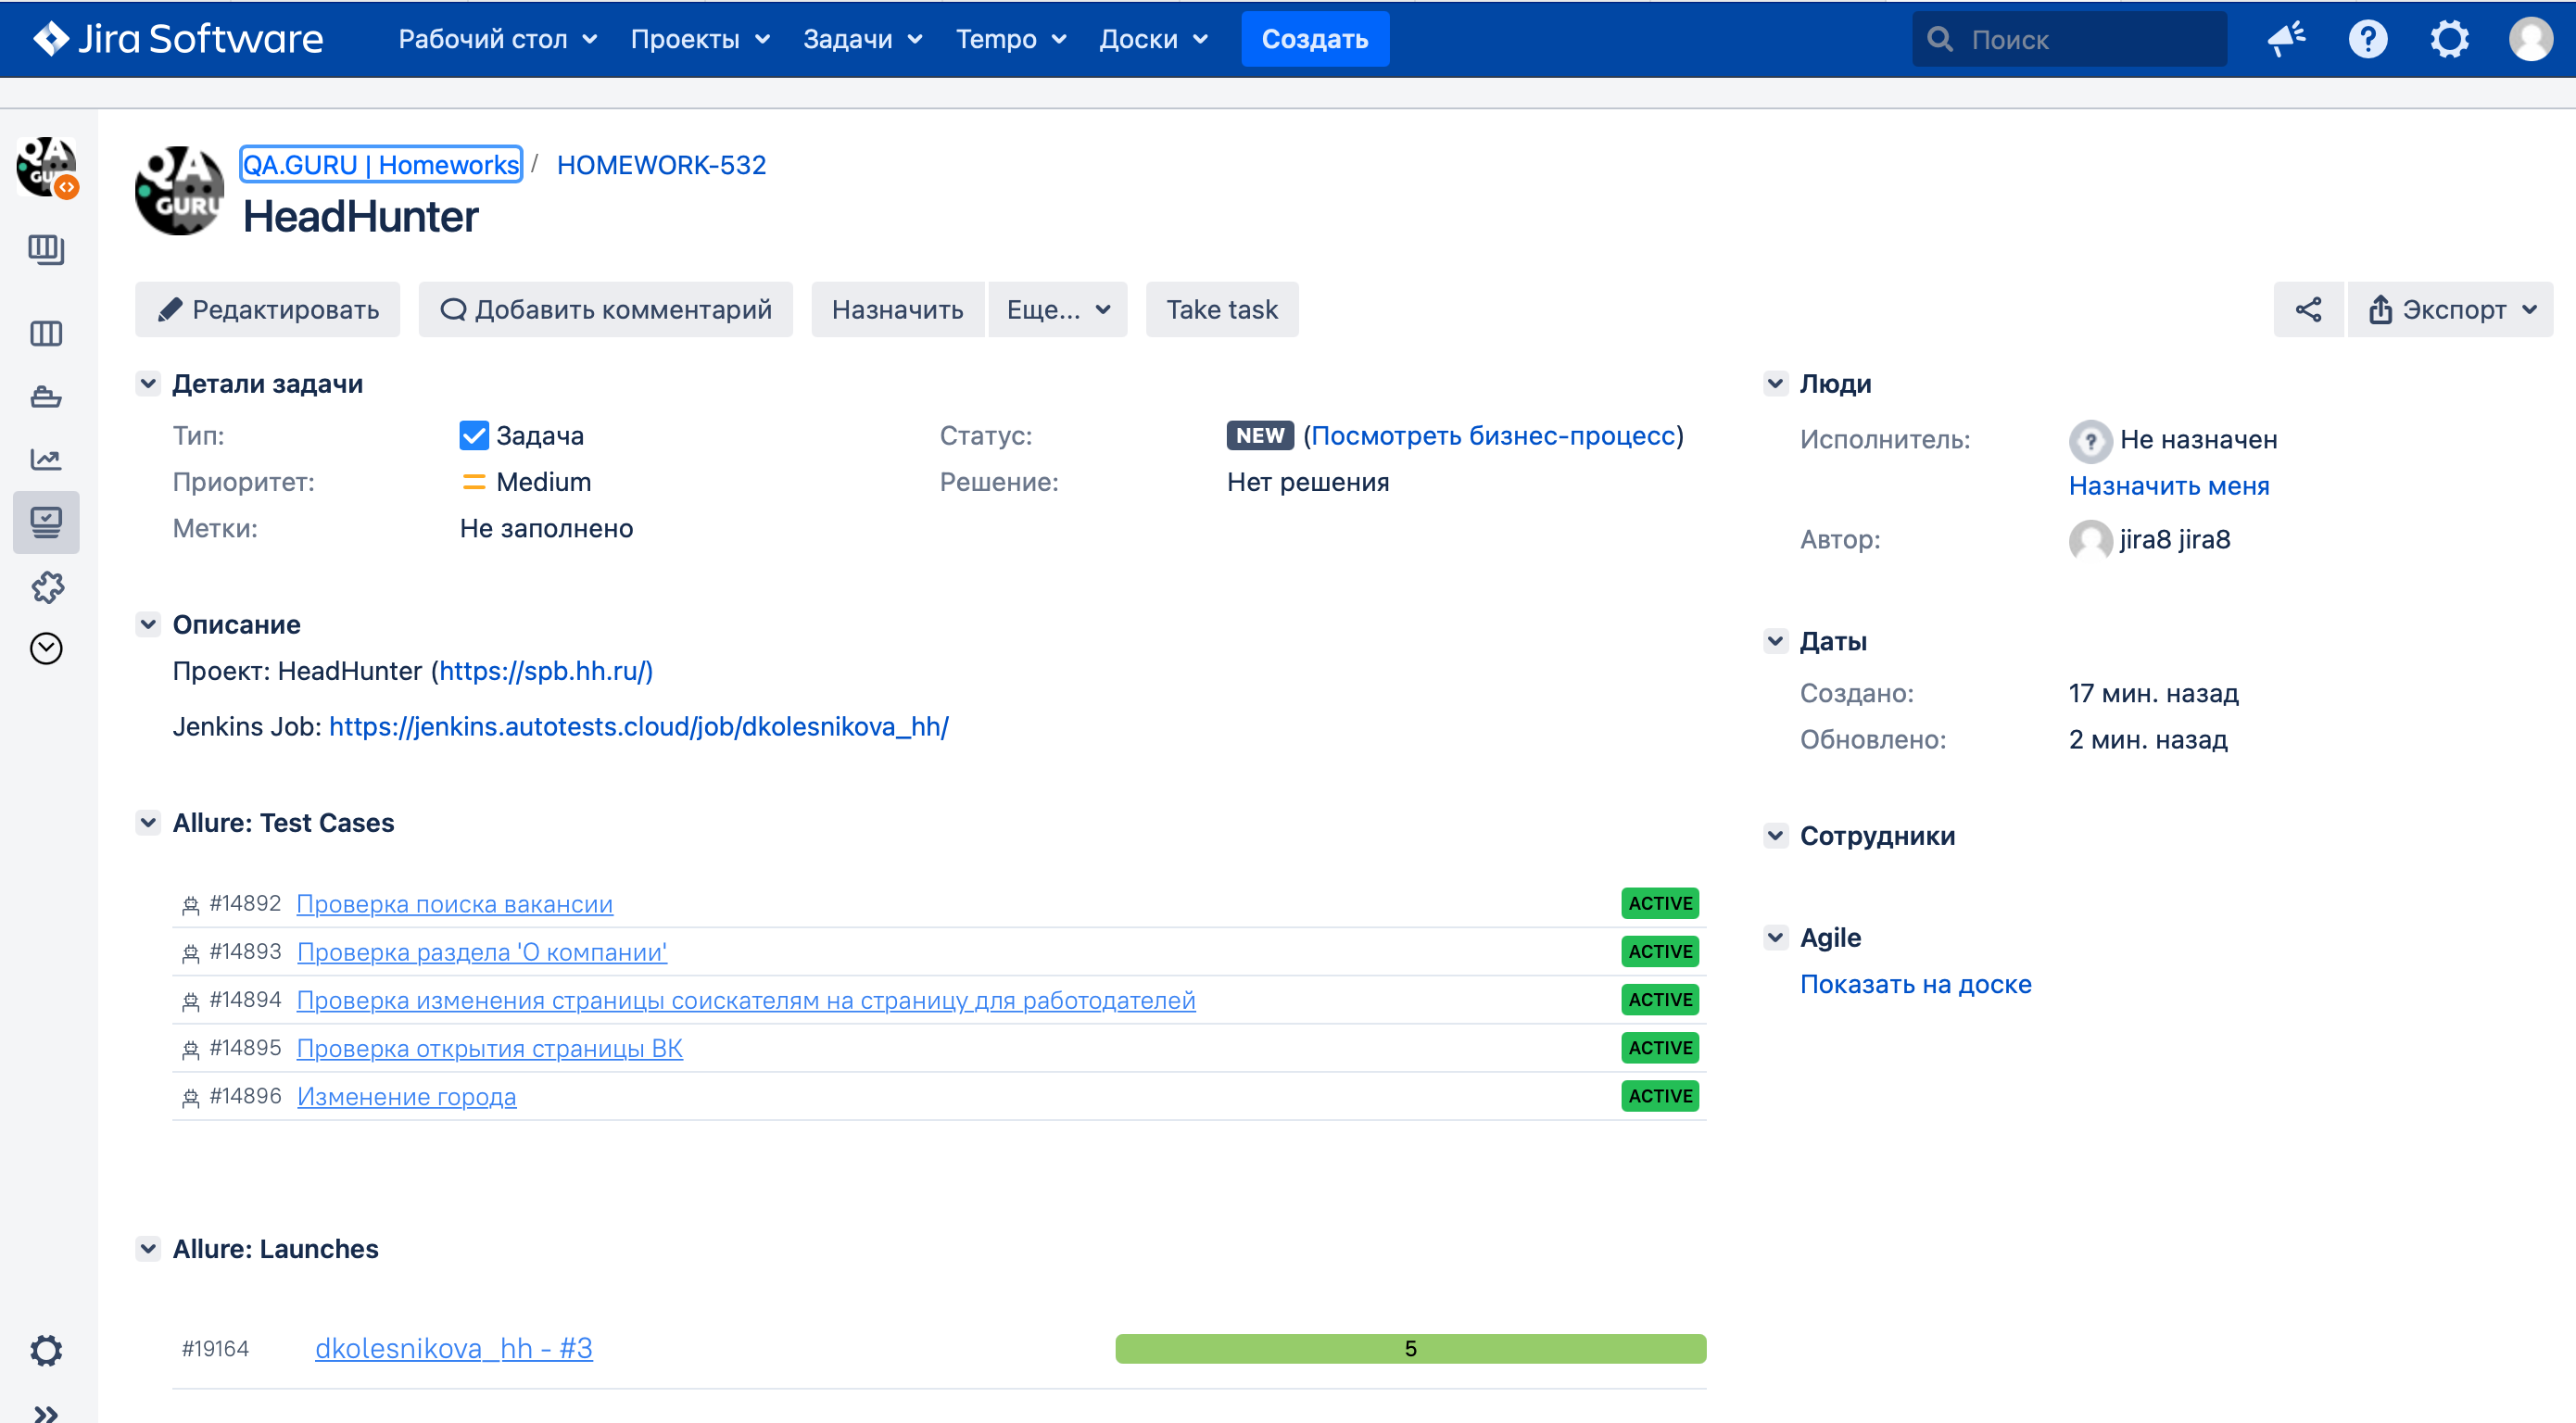 Jira Software Рабочий стол Проекты Задачи Tempo Доски Создать Поиск
QA GURU
QA GURU
QA.GURU | Homeworks / HOMEWORK-532
HeadHunter
Редактировать Добавить комментарий Назначить Еще... Take task Экспорт
Детали задачи
Тип: Задача Статус: NEW (Посмотреть бизнес-процесс)
Приоритет: Medium Решение: Нет решения
Метки: Не заполнено
Описание
Проект: HeadHunter (https://spb.hh.ru/)
Jenkins Job: https://jenkins.autotests.cloud/job/dkolesnikova_hh/
Allure: Test Cases
#14892 Проверка поиска вакансии ACTIVE
#14893 Проверка раздела 'О компании' ACTIVE
#14894 Проверка изменения страницы соискателям на страницу для работодателей ACTIVE
#14895 Проверка открытия страницы ВК ACTIVE
#14896 Изменение города ACTIVE
Allure: Launches
#19164 dkolesnikova_hh - #3 5
Люди
Исполнитель: Не назначен
Назначить меня
Автор: jira8 jira8
Даты
Создано: 17 мин. назад
Обновлено: 2 мин. назад
Сотрудники
Agile
Показать на доске